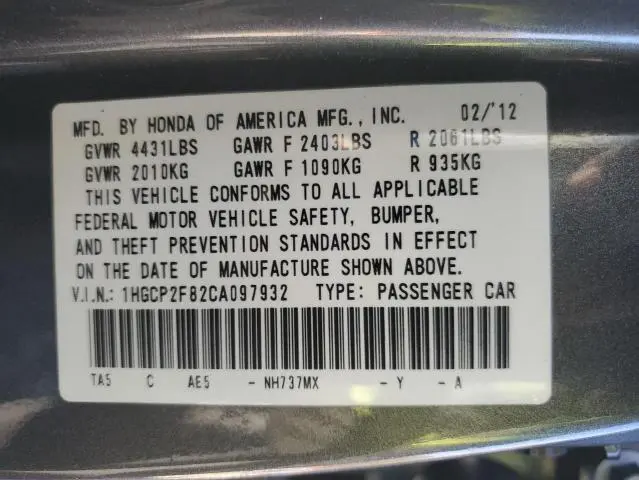 MFD. BY HONDA OF AMERICA MFG., INC. 02/'12
GVWR 4431LBS GAWR F 2403LBS R 2061LBS
GVWR 2010KG GAWR F 1090KG R 935KG
THIS VEHICLE CONFORMS TO ALL APPLICABLE
FEDERAL MOTOR VEHICLE SAFETY, BUMPER,
AND THEFT PREVENTION STANDARDS IN EFFECT
ON THE DATE OF MANUFACTURE SHOWN ABOVE.
V.I.N.: 1HGCP2F82CA097932 TYPE: PASSENGER CAR
TA5 C AE5 - NH737MX - Y - A